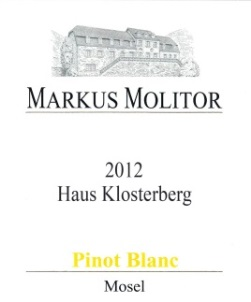 MARKUS MOLITOR
2012
Haus Klosterberg
Pinot Blanc
Mosel